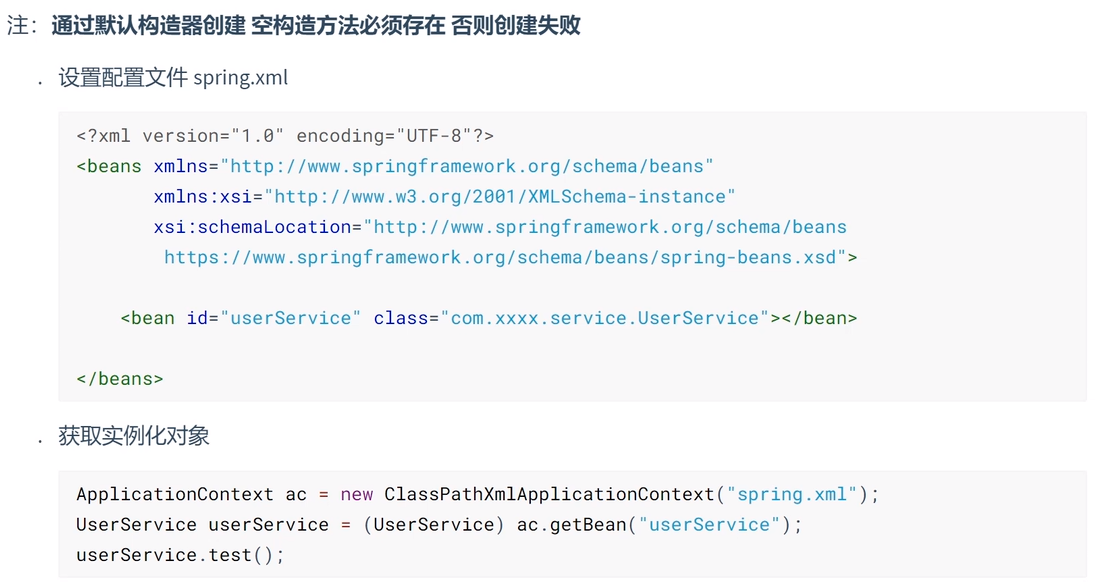 注：通过默认构造器创建 空构造方法必须存在 否则创建失败
. 设置配置文件 spring.xml
<?xml version="1.0" encoding="UTF-8"?>
<beans xmlns="http://www.springframework.org/schema/beans"
       xmlns:xsi="http://www.w3.org/2001/XMLSchema-instance"
       xsi:schemaLocation="http://www.springframework.org/schema/beans
        https://www.springframework.org/schema/beans/spring-beans.xsd">
    <bean id="userService" class="com.xxxx.service.UserService"></bean>
</beans>
. 获取实例化对象
ApplicationContext ac = new ClassPathXmlApplicationContext("spring.xml");
UserService userService = (UserService) ac.getBean("userService");
userService.test();